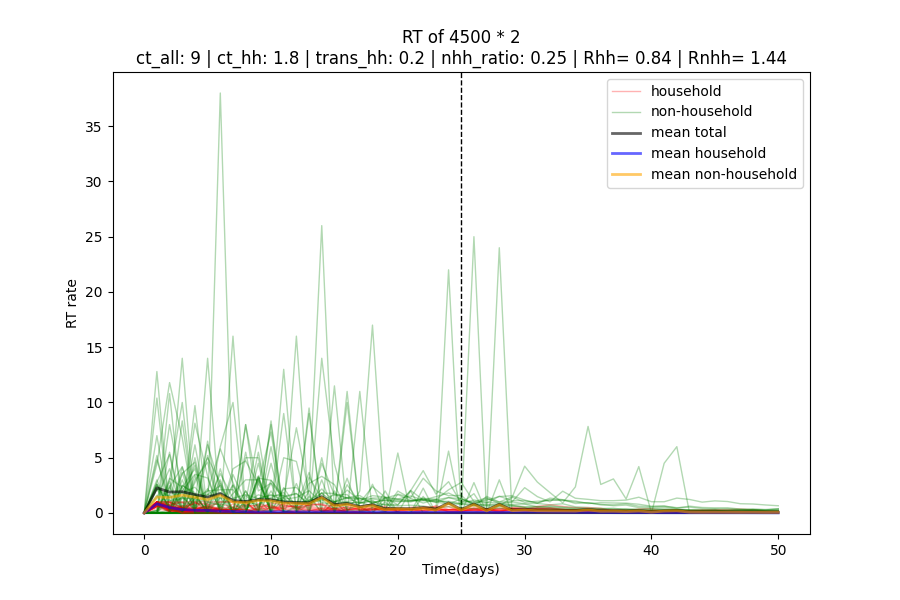 RT of 4500 * 2
ct_all: 9 | ct_hh: 1.8 | trans_hh: 0.2 | nhh_ratio: 0.25 | Rhh= 0.84 | Rnhh= 1.44
household
non-household
mean total
mean household
mean non-household
35
30
25
20
15
10
5
0
RT rate
0
10
20
30
40
50
Time(days)